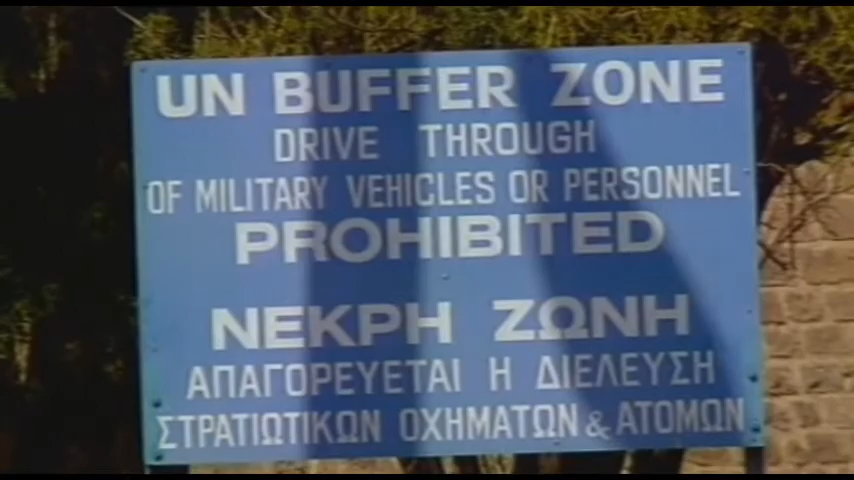 UN BUFFER ZONE
DRIVE THROUGH
OF MILITARY VEHICLES OR PERSONNEL
PROHIBITED
ΝΕΚΡΗ ΖΩΝΗ
ΑΠΑΓΟΡΕΥΕΤΑΙ Η ΔΙΕΛΕΥΣΗ
ΣΤΡΑΤΙΩΤΙΚΩΝ ΟΧΗΜΑΤΩΝ & ΑΤΟΜΩΝ